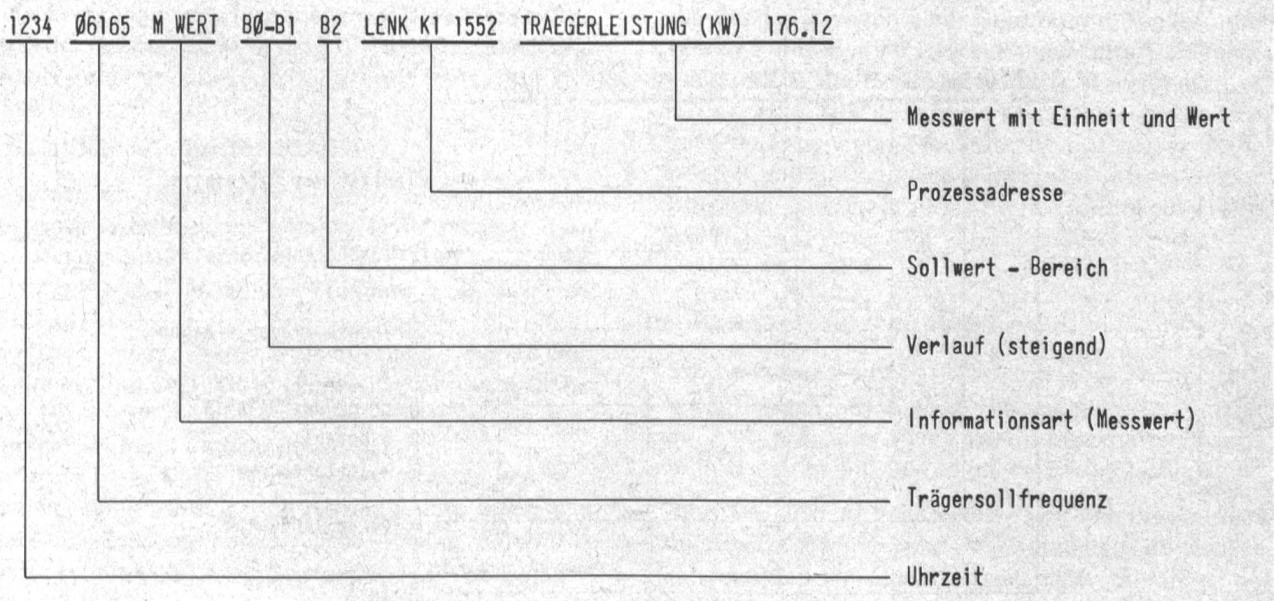 1234 Ø6165 M WERT BØ-B1 B2 LENK K1 1552 TRAEGERLEISTUNG (KW) 176.12
Messwert mit Einheit und Wert
Prozessadresse
Sollwert - Bereich
Verlauf (steigend)
Informationsart (Messwert)
Trägersollfrequenz
Uhrzeit